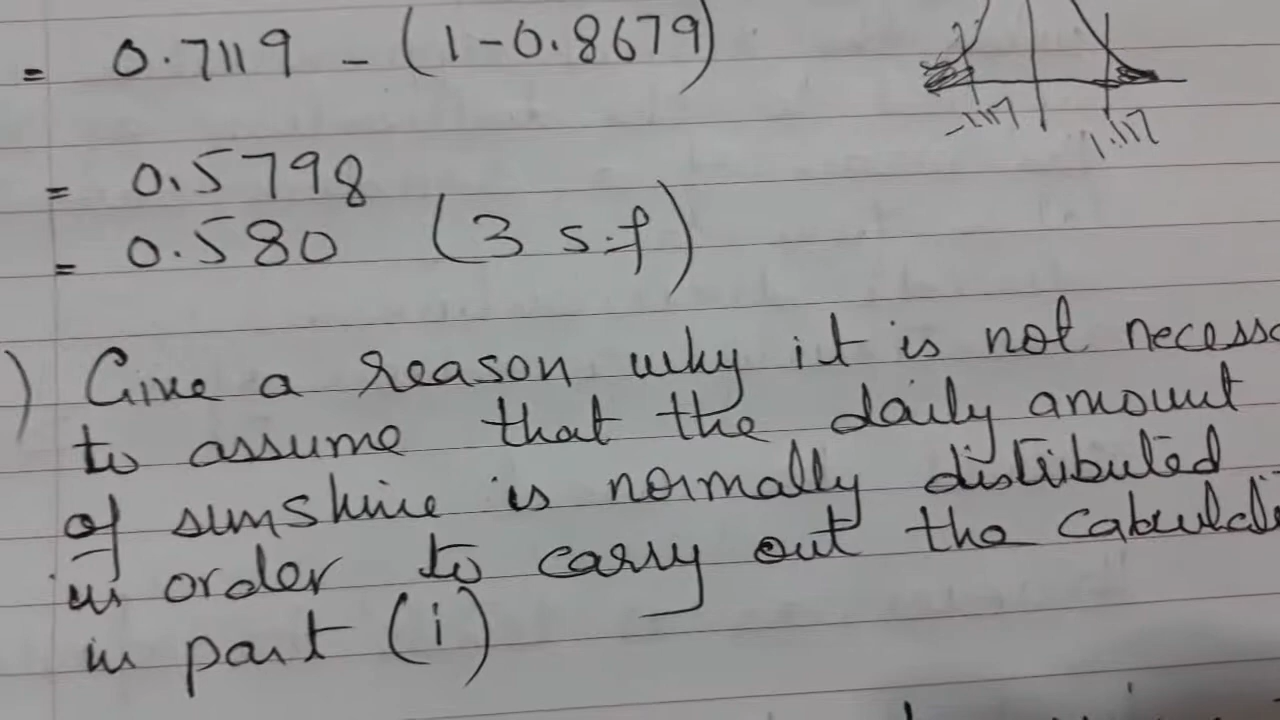 = 0.7119 - (1-0.8679)
-1.117 1.117
= 0.5798
= 0.580 (3 s.f)
) Give a reason why it is not necess
to assume that the daily amount
of sunshine is normally distributed
in order to carry out the
in part (i)